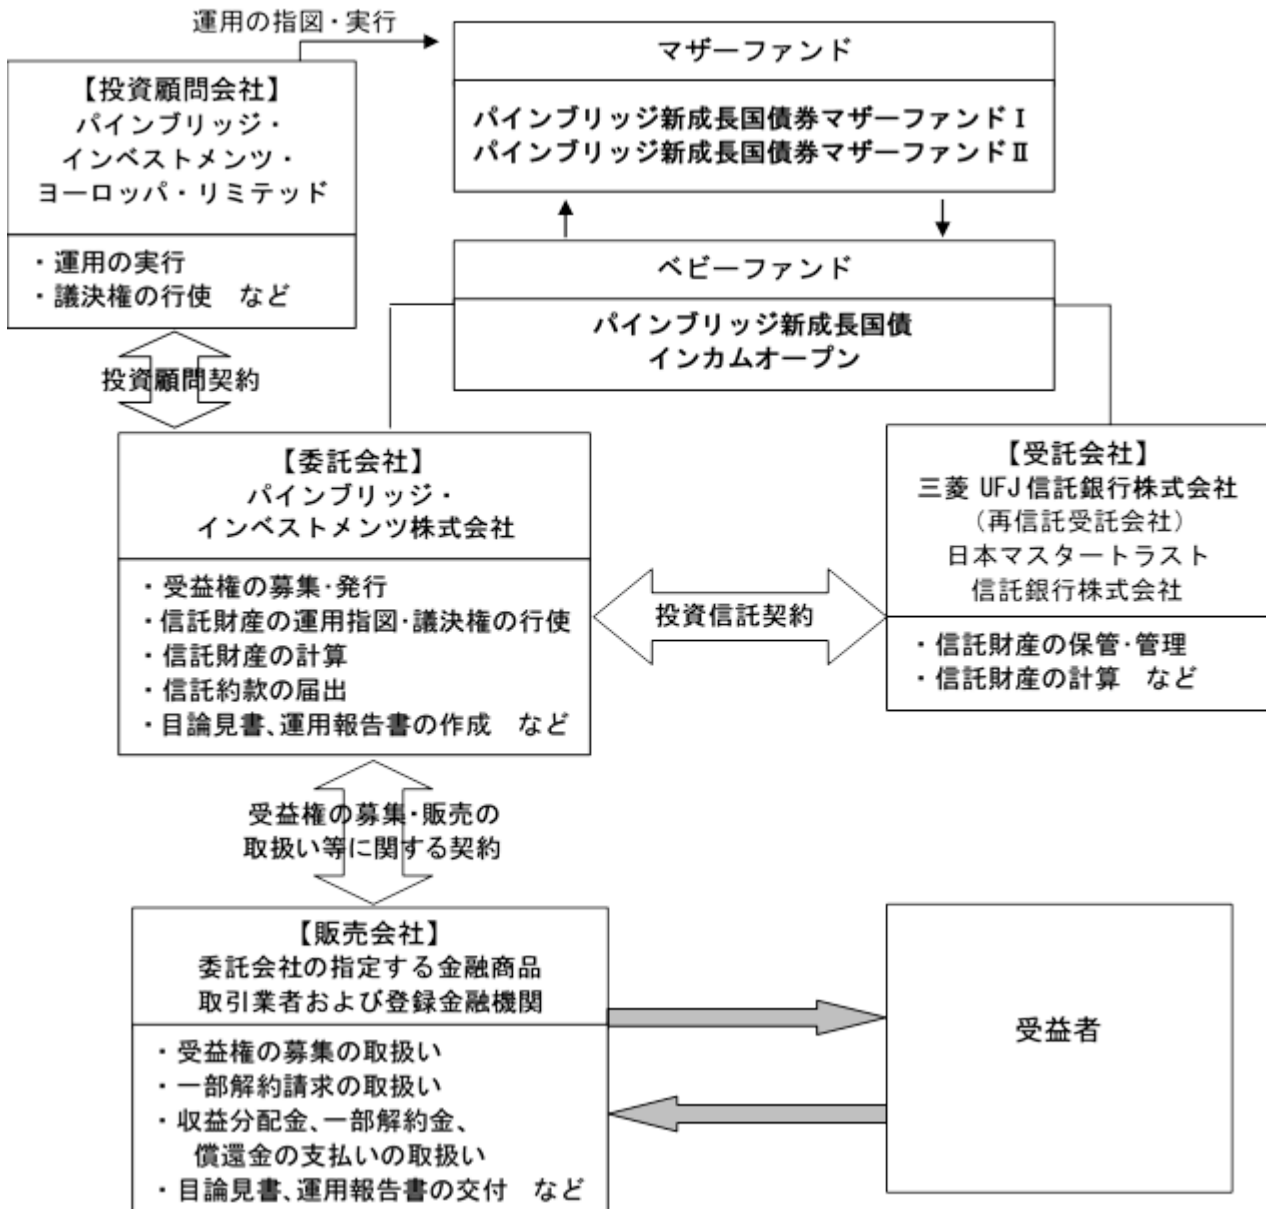 運用の指図・実行
マザーファンド
パインブリッジ新成長国債券マザーファンドⅠ
パインブリッジ新成長国債券マザーファンドⅡ
【投資顧問会社】
パインブリッジ・
インベストメンツ・
ヨーロッパ・リミテッド
・運用の実行
・議決権の行使　など
ベビーファンド
パインブリッジ新成長国債
インカムオープン
投資顧問契約
【委託会社】
パインブリッジ・
インベストメンツ株式会社
・受益権の募集・発行
・信託財産の運用指図・議決権の行使
・信託財産の計算
・信託約款の届出
・目論見書、運用報告書の作成　など
投資信託契約
【受託会社】
三菱 UFJ信託銀行株式会社
（再信託受託会社）
日本マスタートラスト
信託銀行株式会社
・信託財産の保管・管理
・信託財産の計算　など
受益権の募集・販売の
取扱い等に関する契約
【販売会社】
委託会社の指定する金融商品
取引業者および登録金融機関
・受益権の募集の取扱い
・一部解約請求の取扱い
・収益分配金、一部解約金、
償還金の支払いの取扱い
・目論見書、運用報告書の交付　など
受益者